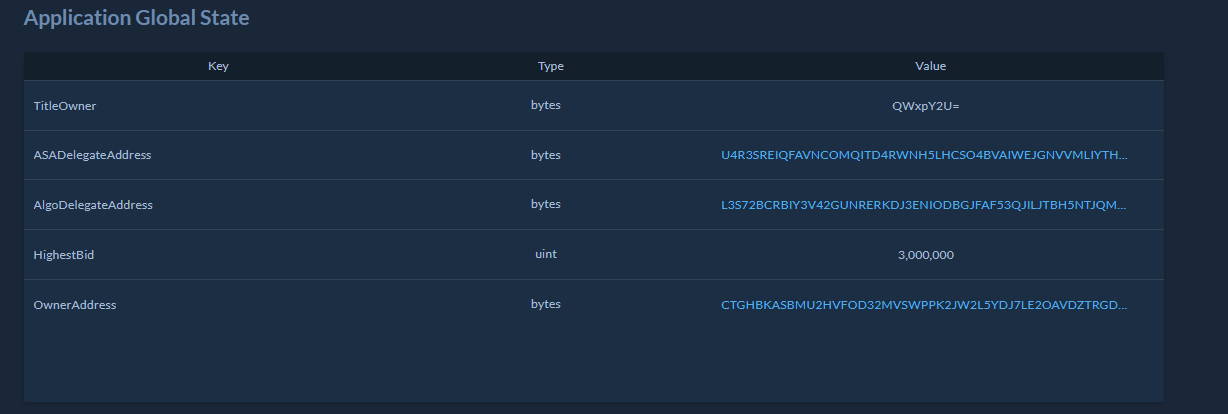 Application Global State
Key Type Value
TitleOwner bytes QWxpY2U=
ASADelegateAddress bytes U4R3SREIQFAVNCOMQITD4RWNH5LHCSO4BVAIWEJGNVVMLIYTH...
AlgoDelegateAddress bytes L3S72BCRBIY3V42GUNRERKDJ3ENIODBGJFAF53QJILJTBH5NTJQM...
HighestBid uint 3,000,000
OwnerAddress bytes CTGHBKASBMU2HVFOD32MVSWPPK2JW2L5YDJ7LE2OAVDZTRGD...